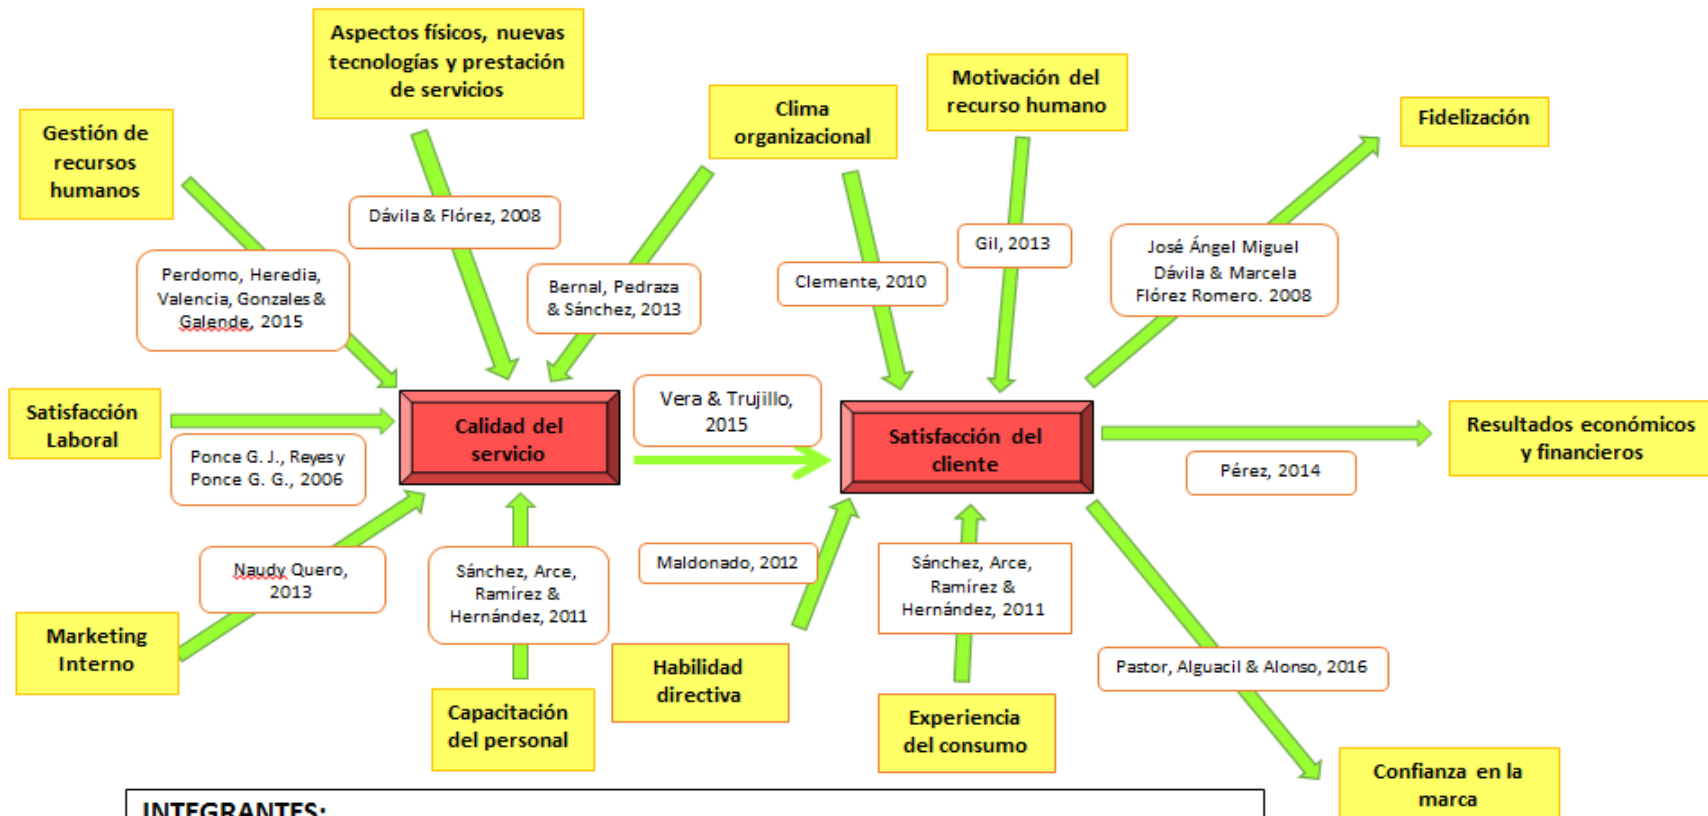 Aspectos físicos, nuevas
tecnologías y prestación
de servicios
Motivación del
recurso humano
Clima
organizacional
Fidelización
Gestión de
recursos
humanos
Dávila & Flórez, 2008
Gil, 2013
José Ángel Miguel
Dávila & Marcela
Flórez Romero. 2008
Perdomo, Heredia,
Valencia, Gonzales &
Galende, 2015
Bernal, Pedraza
& Sánchez, 2013
Clemente, 2010
Satisfacción
Laboral
Ponce G. J., Reyes y
Ponce G. G., 2006
Calidad del
servicio
Vera & Trujillo,
2015
Satisfacción del
cliente
Resultados económicos
y financieros
Pérez, 2014
Naudy Quero,
2013
Sánchez, Arce,
Ramírez &
Hernández, 2011
Maldonado, 2012
Sánchez, Arce,
Ramírez &
Hernández, 2011
Marketing
Interno
Habilidad
directiva
Pastor, Alguacil & Alonso, 2016
Capacitación
del personal
Experiencia
del consumo
Confianza en la
marca
INTEGRANTES: